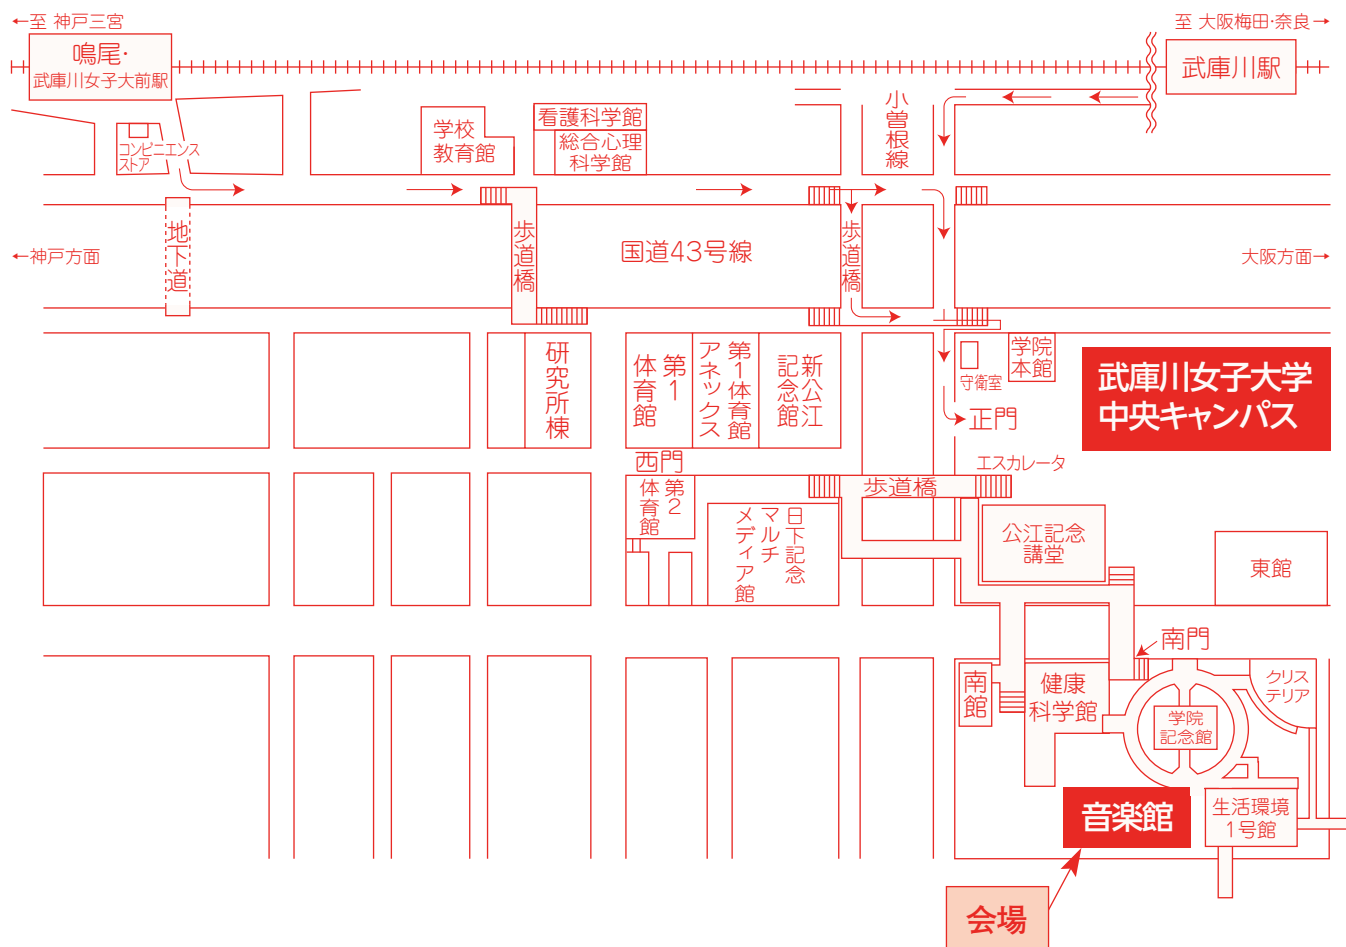 ←至 神戸三宮
至 大阪梅田・奈良→
鳴尾・
武庫川女子大前駅
武庫川駅
コンビニエンス
ストア
学校
教育館
看護科学館
総合心理
科学館
小曽根線
地下道
歩道橋
国道43号線
歩道橋
←神戸方面
大阪方面→
研究所棟
第1
体育館
第1体育館
アネックス
新公江
記念館
守衛室
学院
本館
武庫川女子大学
中央キャンパス
正門
西門
エスカレータ
歩道橋
第2
体育館
日下記念
マルチ
メディア館
公江記念
講堂
東館
南門
南館
健康
科学館
クリス
テリア
学院
記念館
音楽館
生活環境
1号館
会場